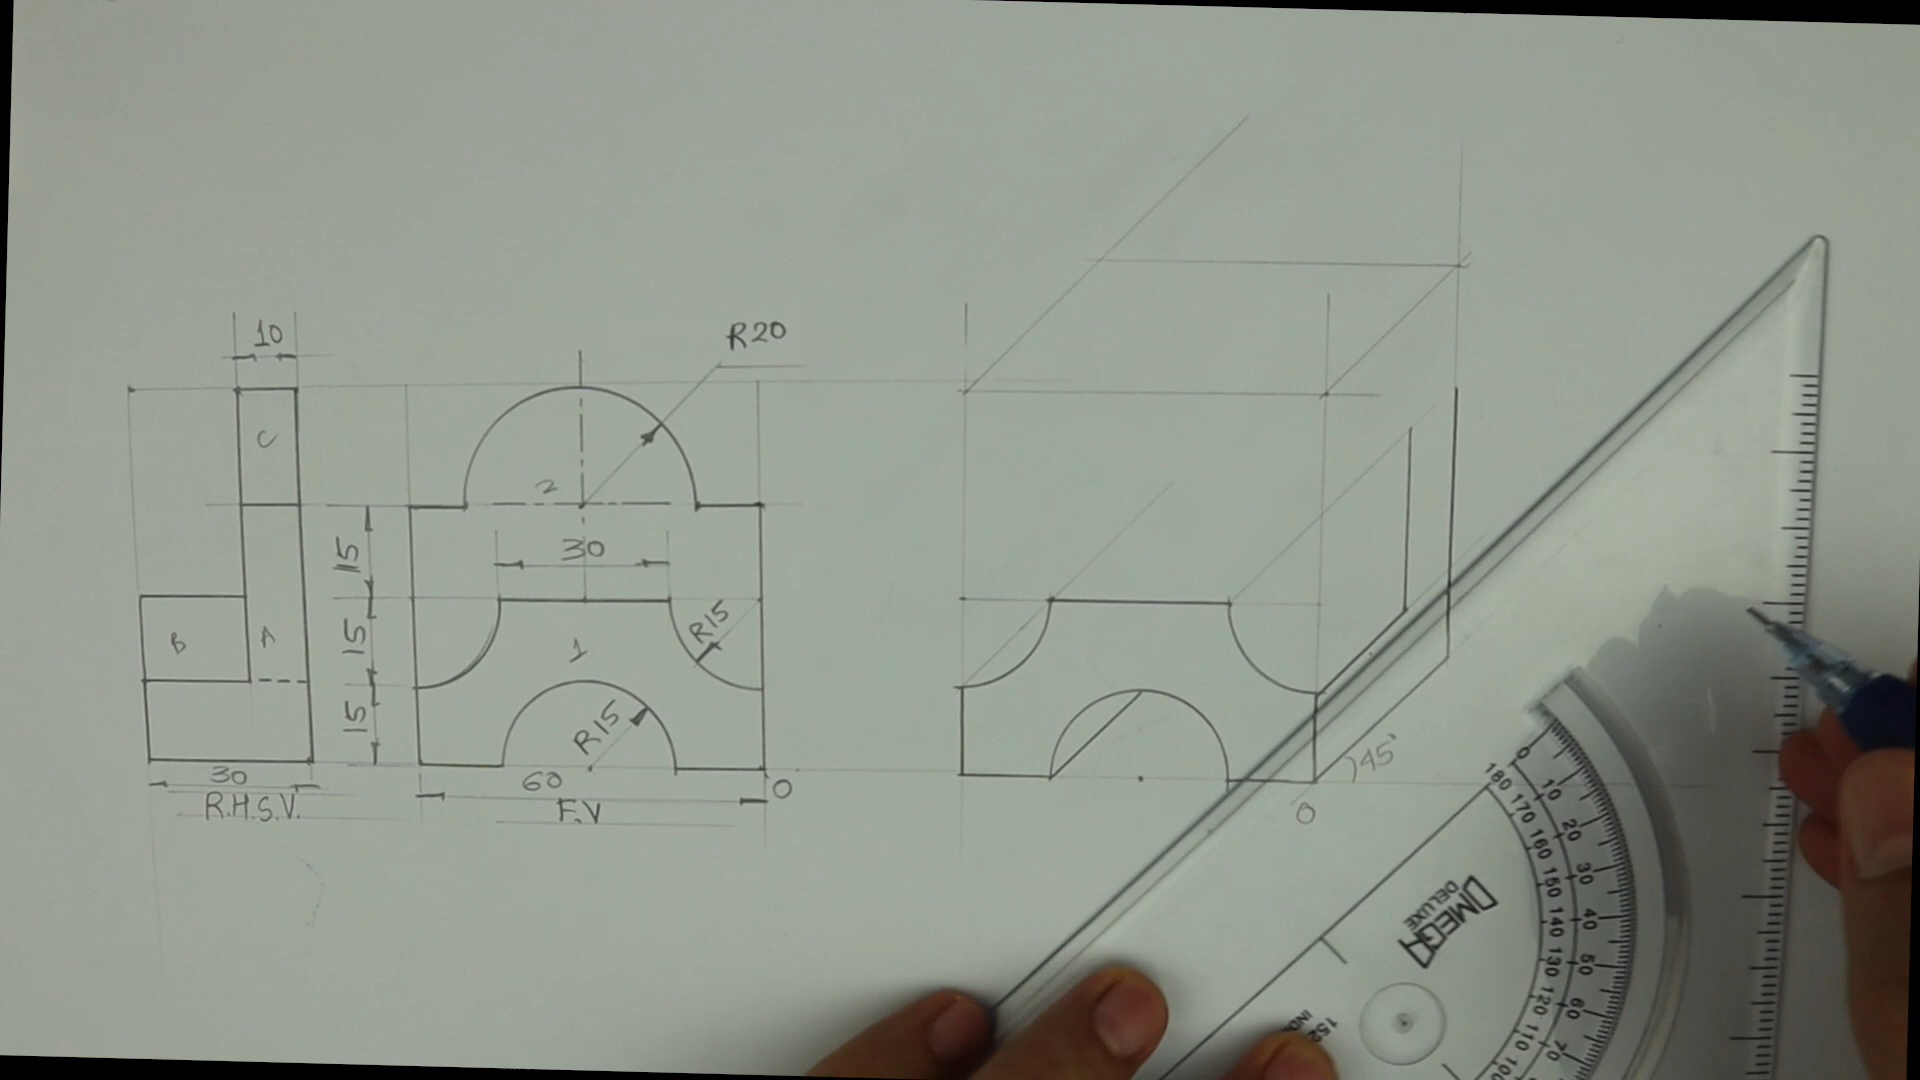 10
R20
C
2
30
15
15
15
B
A
1
R15
R15
30
60
O
R.H.S.V.
F.V
45°
O
0 10 20 30 40 50 60 70
180 170 160 150 140 130 120 110 100
OMEGA
DELUXE